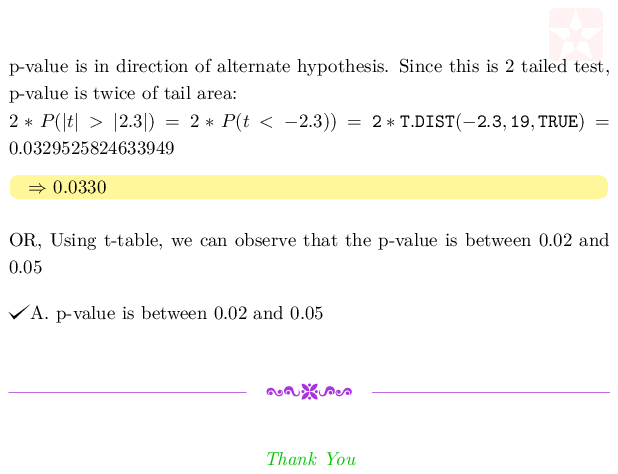 p-value is in direction of alternate hypothesis. Since this is 2 tailed test,
p-value is twice of tail area:
2 ∗ P(|t| > |2.3|) = 2 ∗ P(t < −2.3)) = 2 ∗ T.DIST(−2.3, 19, TRUE) =
0.0329525824633949
⇒ 0.0330
OR, Using t-table, we can observe that the p-value is between 0.02 and
0.05
✓A. p-value is between 0.02 and 0.05
Thank You